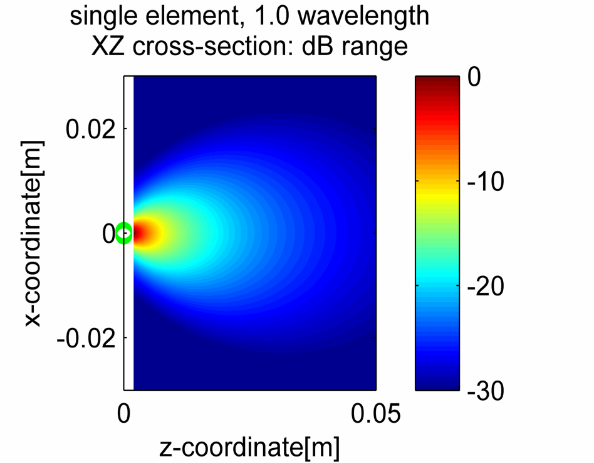 single element, 1.0 wavelength
XZ cross-section: dB range
0.02
0
-0.02
x-coordinate[m]
0
0.05
z-coordinate[m]
0
-10
-20
-30